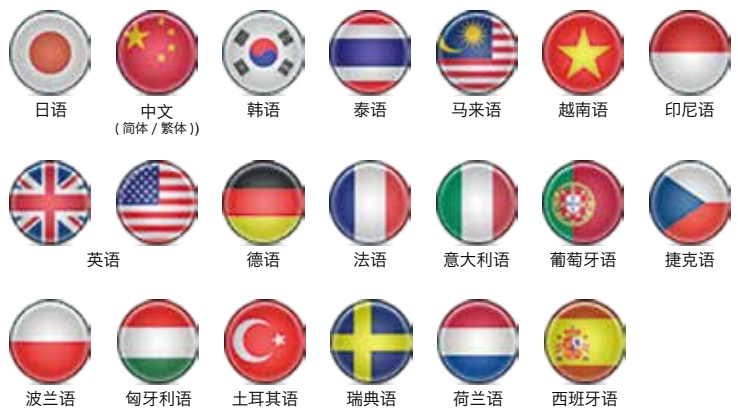 日语
中文
( 简体 / 繁体 ))
韩语
泰语
马来语
越南语
印尼语
英语
德语
法语
意大利语
葡萄牙语
捷克语
波兰语
匈牙利语
土耳其语
瑞典语
荷兰语
西班牙语